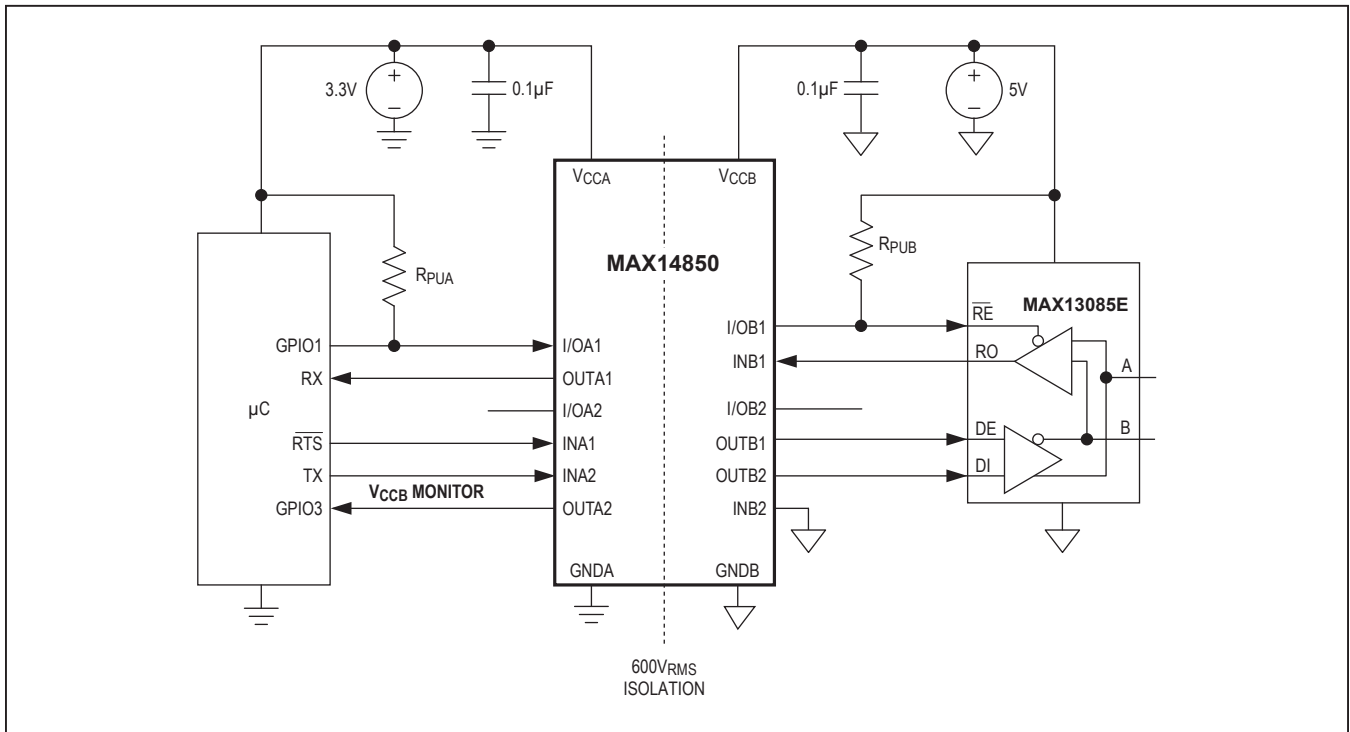 3.3V
+
−
0.1µF
0.1µF
+
−
5V
VCCA
VCCB
RPUA
MAX14850
RPUB
MAX13085E
GPIO1
I/OA1
I/OB1
RE
RX
OUTA1
INB1
RO
A
µC
I/OA2
I/OB2
RTS
INA1
OUTB1
DE
B
TX
INA2
OUTB2
DI
VCCB MONITOR
GPIO3
OUTA2
INB2
GNDA
GNDB
600VRMS
ISOLATION